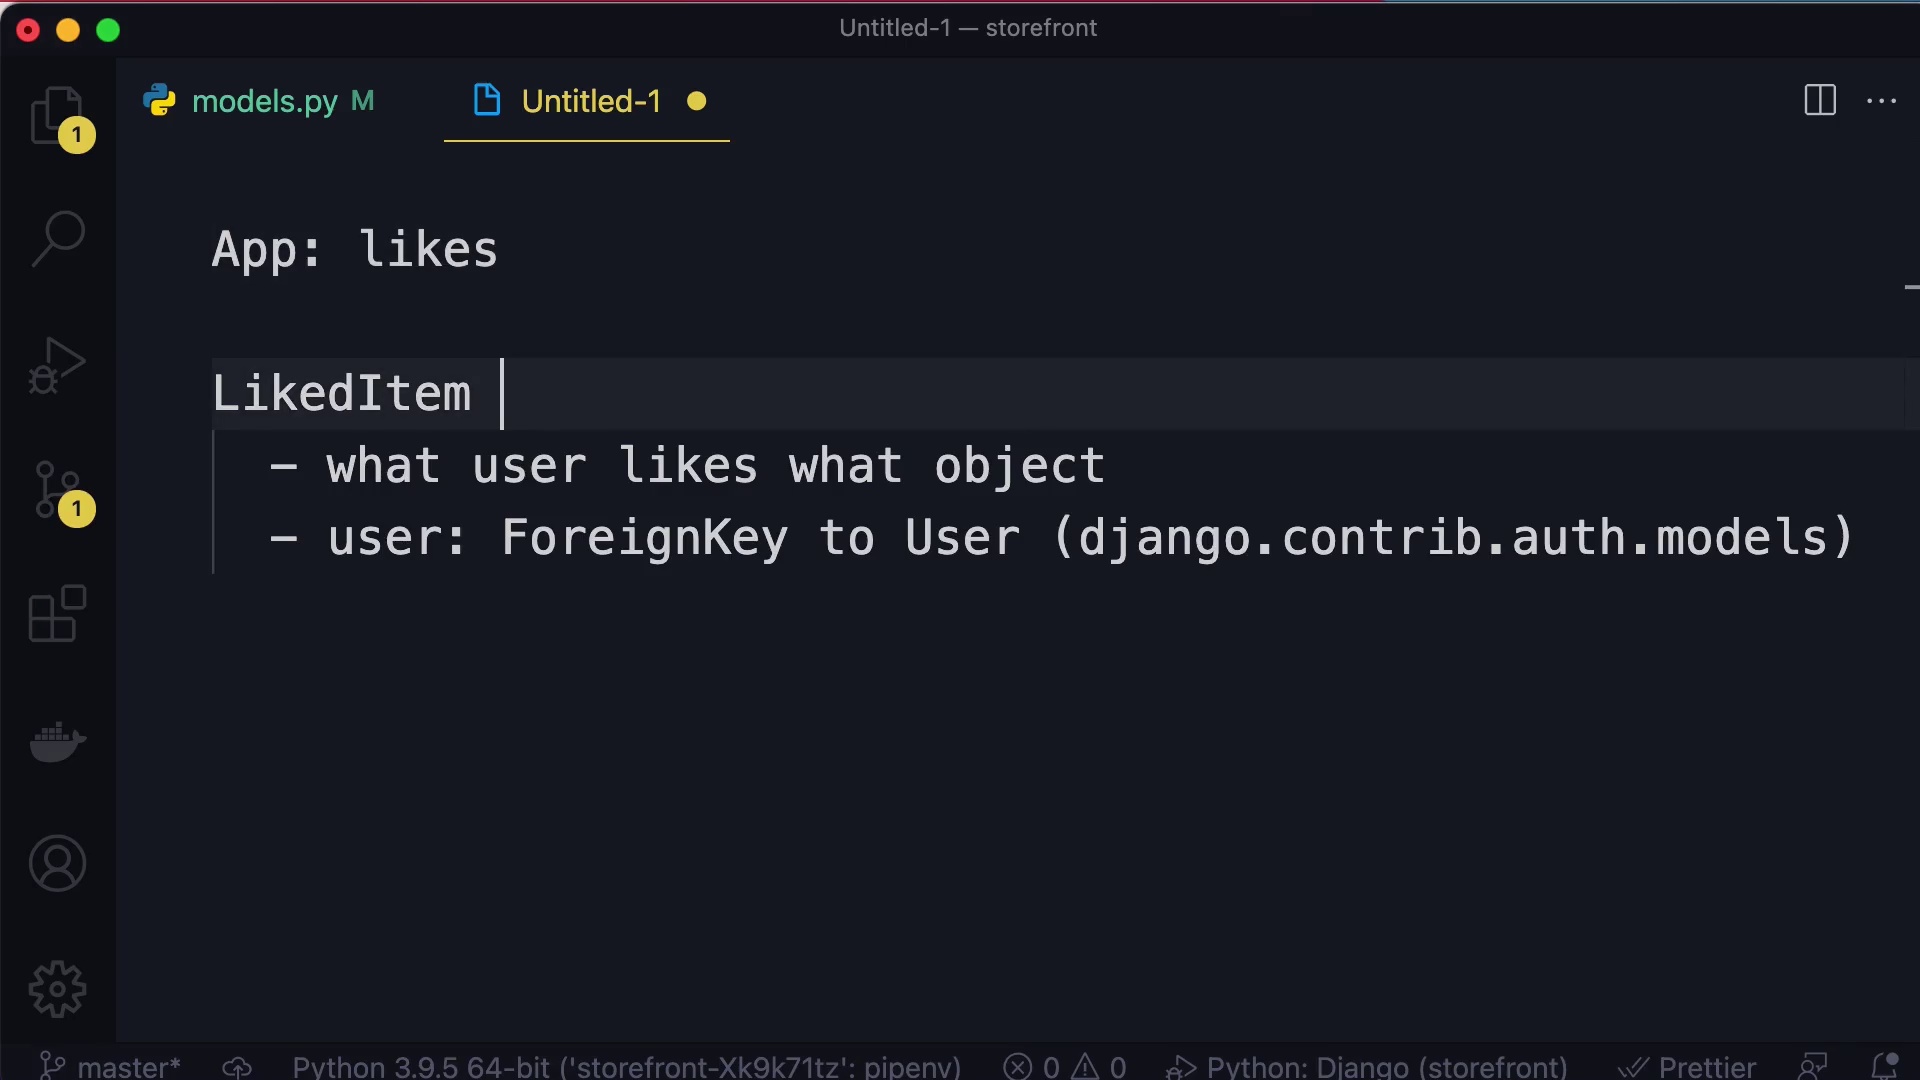 Untitled-1 — storefront
models.py M
Untitled-1
1
App: likes
LikedItem
- what user likes what object
1
- user: ForeignKey to User (django.contrib.auth.models)
master*
Python 3.9.5 64-bit ('storefront-Xk9k71tz': pipenv)
0
0
Python: Django (storefront)
Prettier